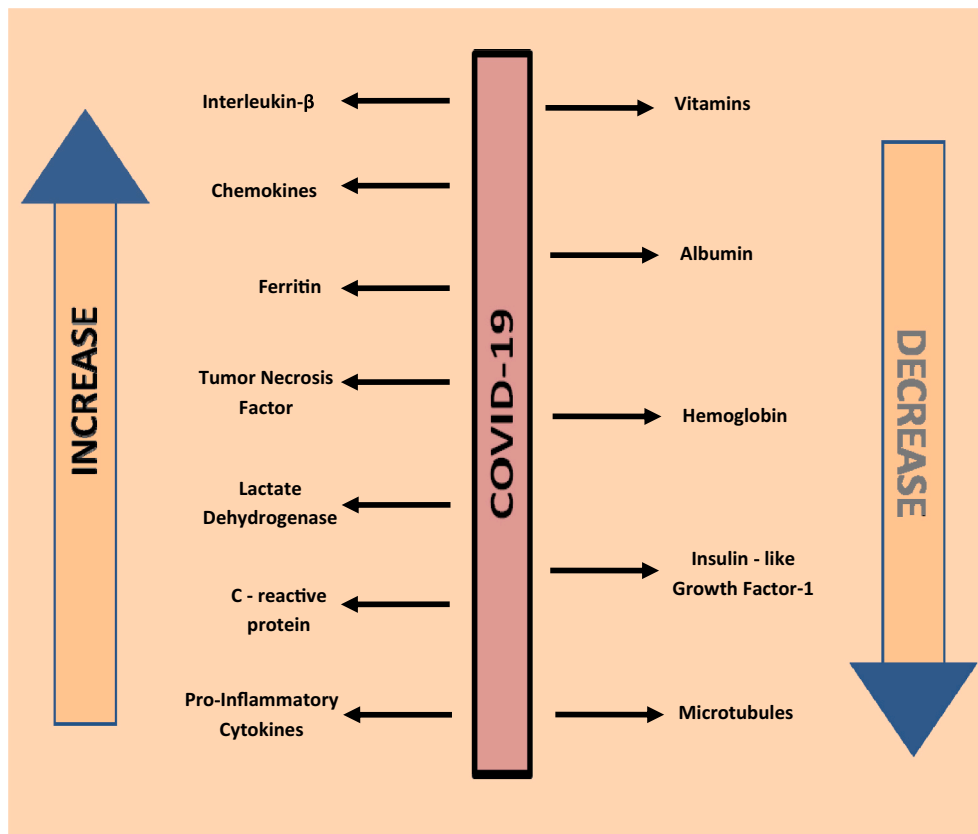 Interleukin-β
Chemokines
Ferritin
Tumor Necrosis
Factor
Lactate
Dehydrogenase
C - reactive
protein
Pro-Inflammatory
Cytokines
INCREASE
COVID-19
Vitamins
Albumin
Hemoglobin
Insulin - like
Growth Factor-1
Microtubules
DECREASE